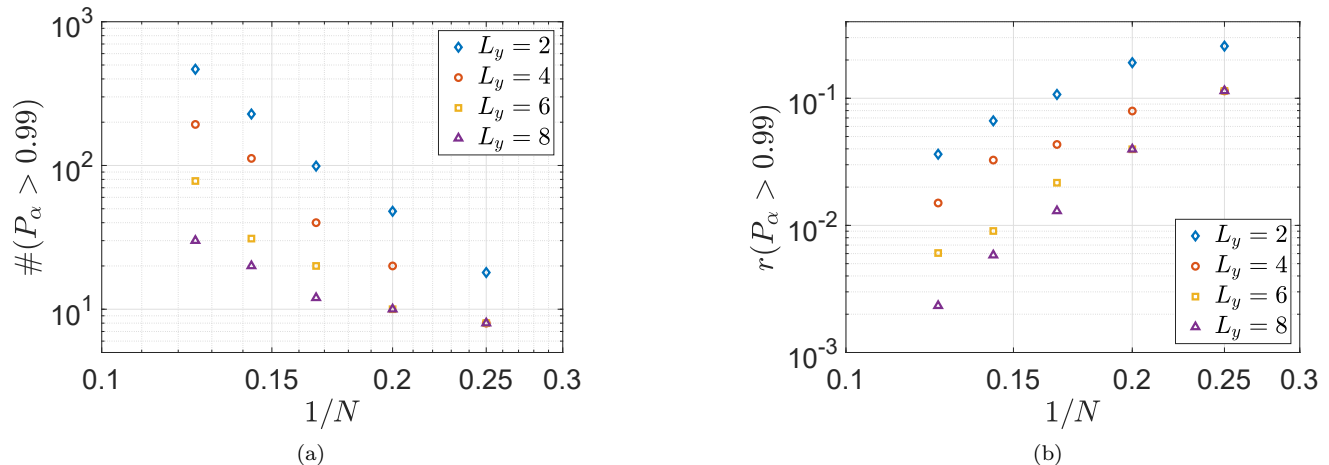 10^3
10^2
10^1
#(P_α > 0.99)
L_y = 2
L_y = 4
L_y = 6
L_y = 8
0.1 0.15 0.2 0.25 0.3
1/N
(a)
10^-1
10^-2
10^-3
r(P_α > 0.99)
L_y = 2
L_y = 4
L_y = 6
L_y = 8
0.1 0.15 0.2 0.25 0.3
1/N
(b)